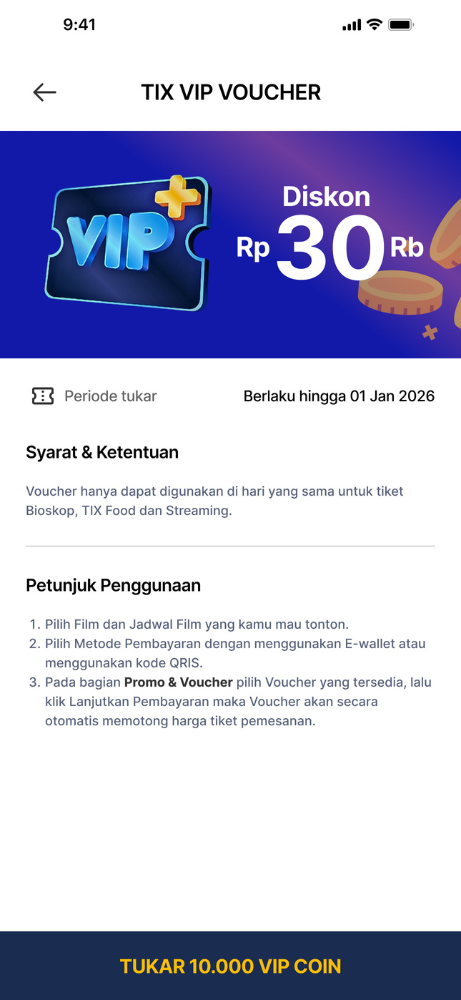 9:41
TIX VIP VOUCHER
VIP
Diskon
Rp 30 Rb
Periode tukar Berlaku hingga 01 Jan 2026
Syarat & Ketentuan
Voucher hanya dapat digunakan di hari yang sama untuk tiket
Bioskop, TIX Food dan Streaming.
Petunjuk Penggunaan
1. Pilih Film dan Jadwal Film yang kamu mau tonton.
2. Pilih Metode Pembayaran dengan menggunakan E-wallet atau
menggunakan kode QRIS.
3. Pada bagian Promo & Voucher pilih Voucher yang tersedia, lalu
klik Lanjutkan Pembayaran maka Voucher akan secara
otomatis memotong harga tiket pemesanan.
TUKAR 10.000 VIP COIN